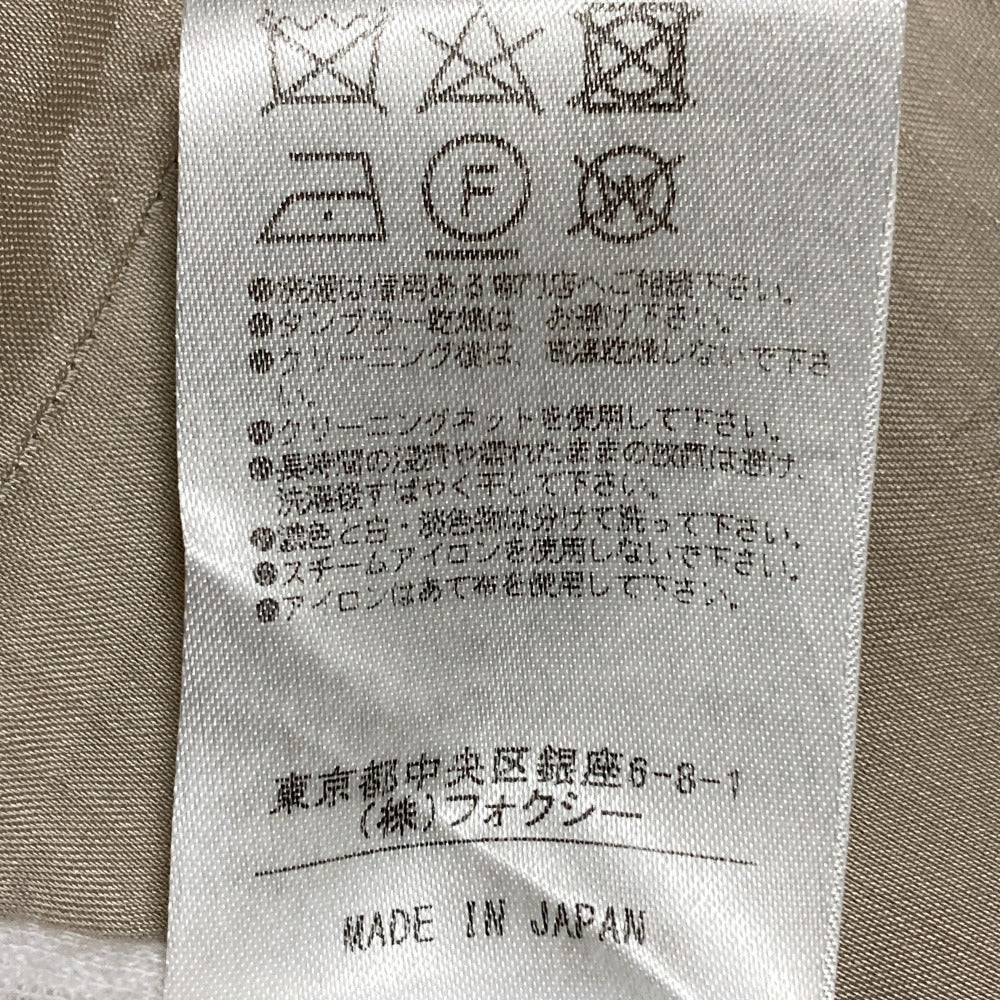 F
W
●洗濯は信用ある専門店へご相談下さい。
●タンブラー乾燥は、お避け下さい。
●クリーニング後は、高温乾燥しないで下さ
い。
●クリーニングネットを使用して下さい。
●長時間の浸漬や濡れたままの放置は避け、
洗濯後すばやく干して下さい。
●濃色と白・淡色物は分けて洗って下さい。
●スチームアイロンを使用しないで下さい。
●アイロンはあて布を使用して下さい。
東京都中央区銀座6-8-1
(株)フォクシー
MADE IN JAPAN